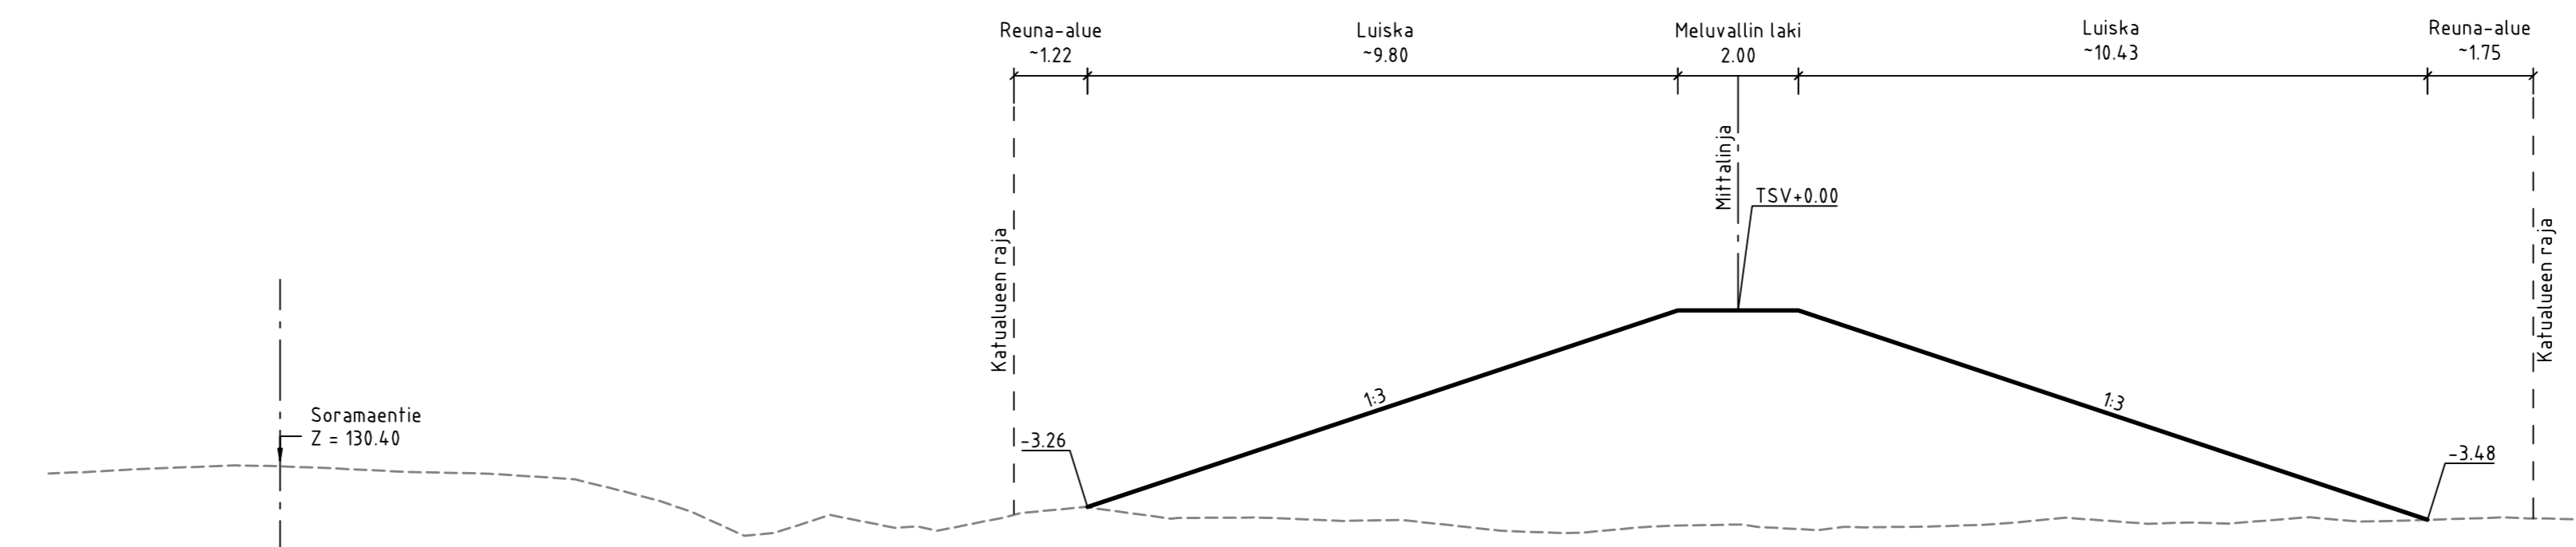 Reuna-alue
~1.22
Luiska
~9.80
Meluvallin laki
2.00
Luiska
~10.43
Reuna-alue
~1.75
Mittalinja
TSV+0.00
Katualueen raja
Katualueen raja
1:3
1:3
Soramaentie
Z = 130.40
-3.26
-3.48